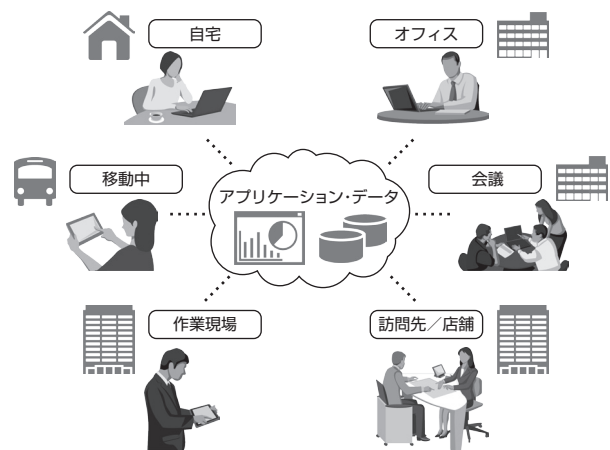 自宅
オフィス
移動中
アプリケーション・データ
会議
作業現場
訪問先／店舗